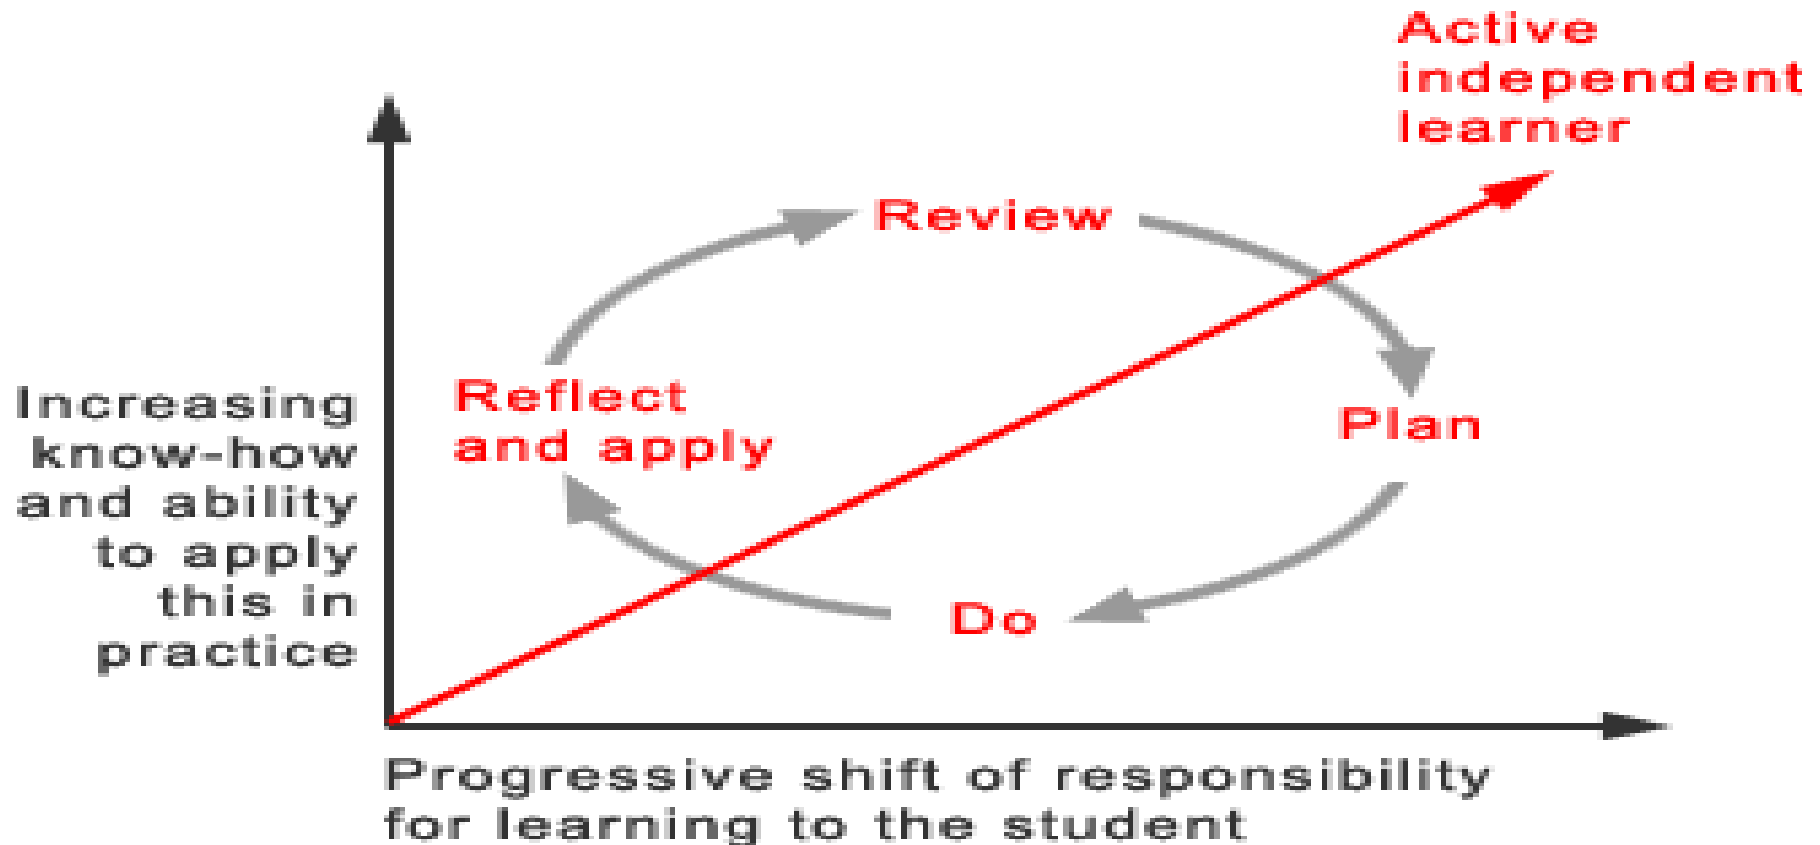 Active
independent
learner
Review
Reflect
and apply
Plan
Do
Increasing
know-how
and ability
to apply
this in
practice
Progressive shift of responsibility
for learning to the student